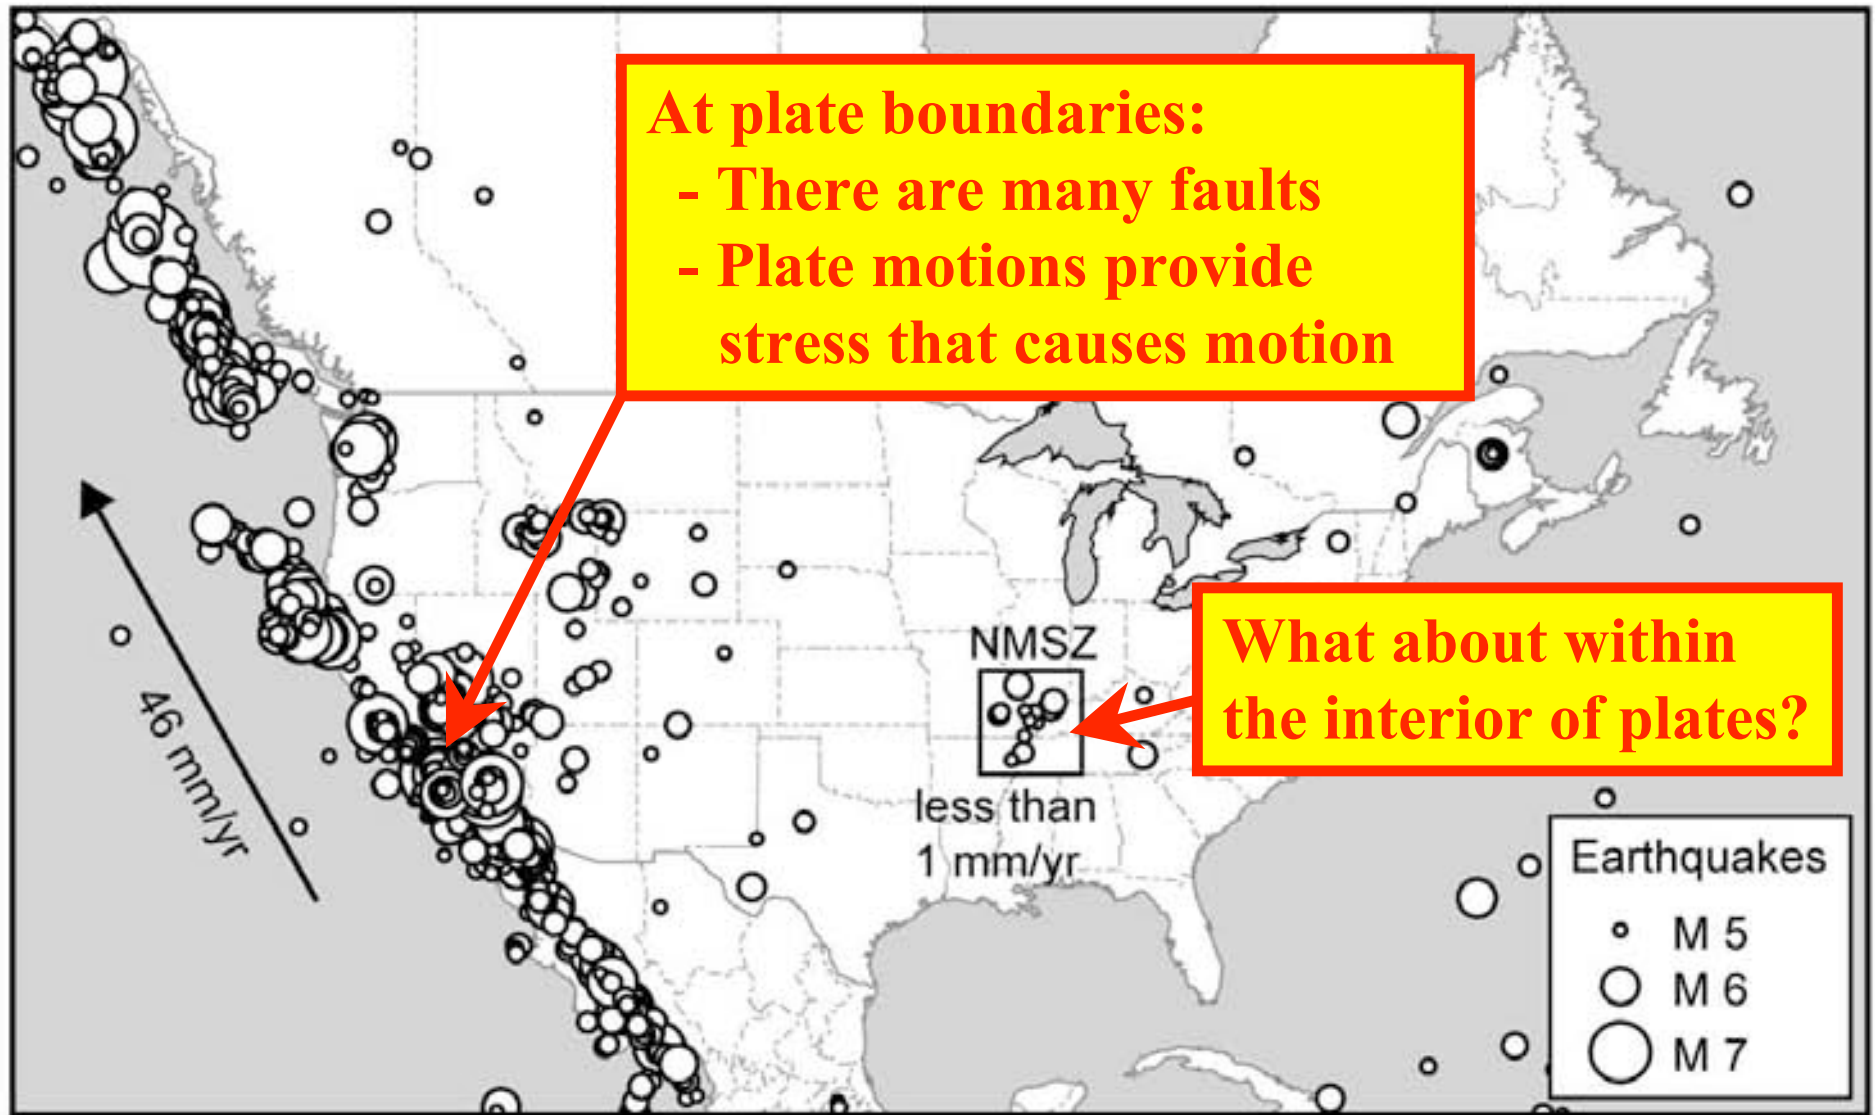 At plate boundaries:
- There are many faults
- Plate motions provide
stress that causes motion
What about within
the interior of plates?
NMSZ
less than
1 mm/yr
46 mm/yr
Earthquakes
M 5
M 6
M 7